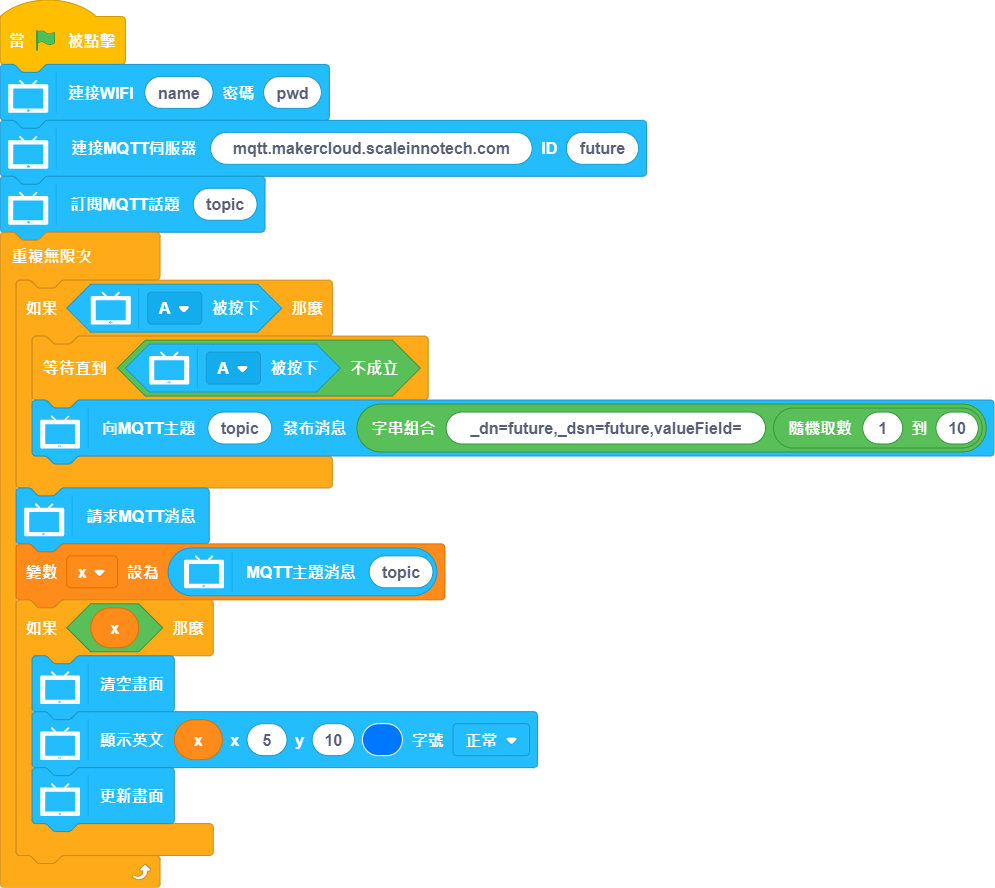 當 被點擊
連接WIFI name 密碼 pwd
連接MQTT伺服器 mqtt.makercloud.scaleinnotech.com ID future
訂閱MQTT話題 topic
重複無限次
如果 A 被按下 那麼
等待直到 A 被按下 不成立
向MQTT主題 topic 發布消息 字串組合 _dn=future,_dsn=future,valueField= 隨機取數 1 到 10
請求MQTT消息
變數 x 設為 MQTT主題消息 topic
如果 x 那麼
清空畫面
顯示英文 x x 5 y 10 字號 正常
更新畫面